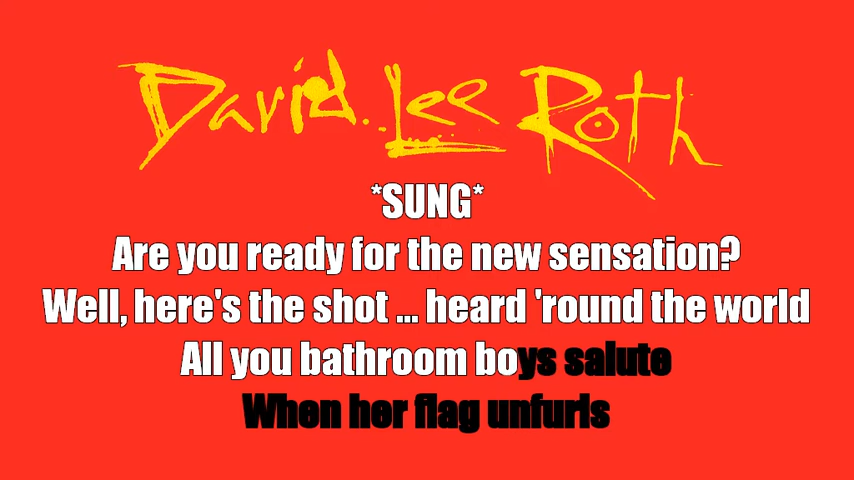 David Lee Roth
*SUNG*
Are you ready for the new sensation?
Well, here's the shot ... heard 'round the world
All you bathroom boys salute
When her flag unfurls